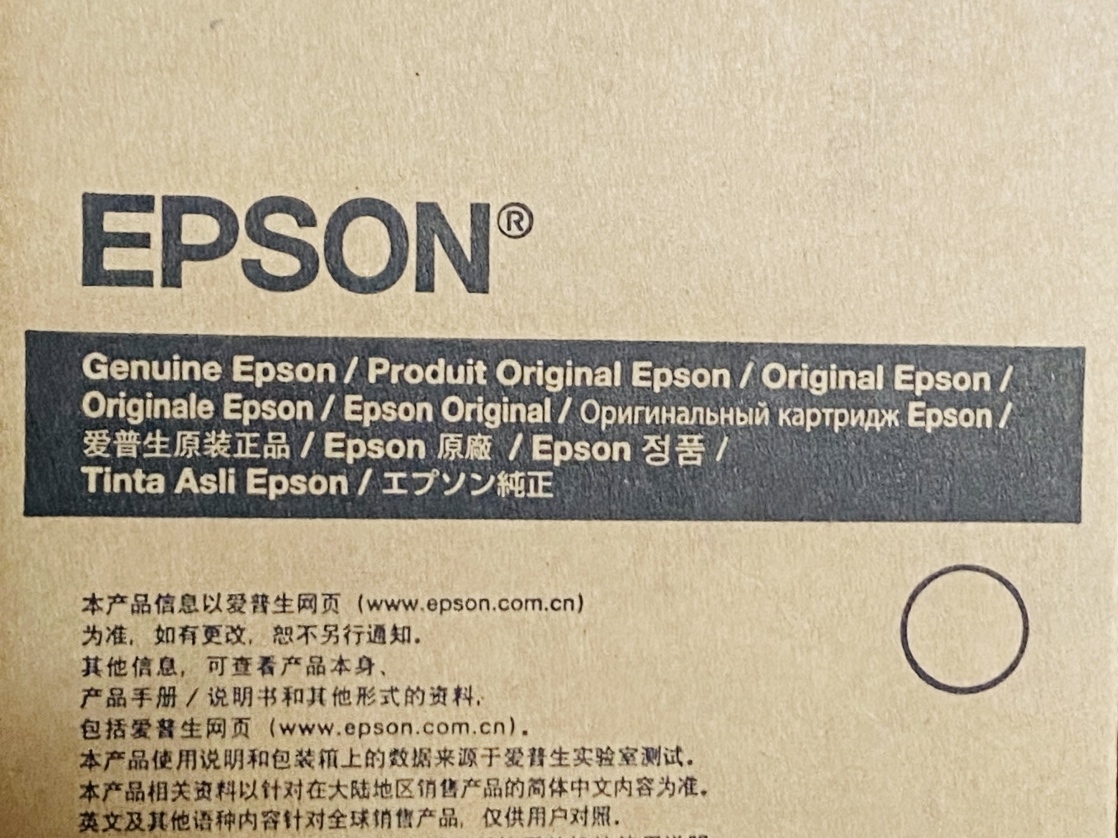 EPSON®
Genuine Epson / Produit Original Epson / Original Epson /
Originale Epson / Epson Original / Оригинальный картридж Epson /
爱普生原装正品 / Epson 原廠 / Epson 정품 /
Tinta Asli Epson / エプソン純正
本产品信息以爱普生网页（www.epson.com.cn）
为准，如有更改，恕不另行通知。
其他信息，可查看产品本身、
产品手册 / 说明书和其他形式的资料，
包括爱普生网页（www.epson.com.cn）。
本产品使用说明和包装箱上的数据来源于爱普生实验室测试。
本产品相关资料以针对在大陆地区销售产品的简体中文内容为准。
英文及其他语种内容针对全球销售产品，仅供用户对照。